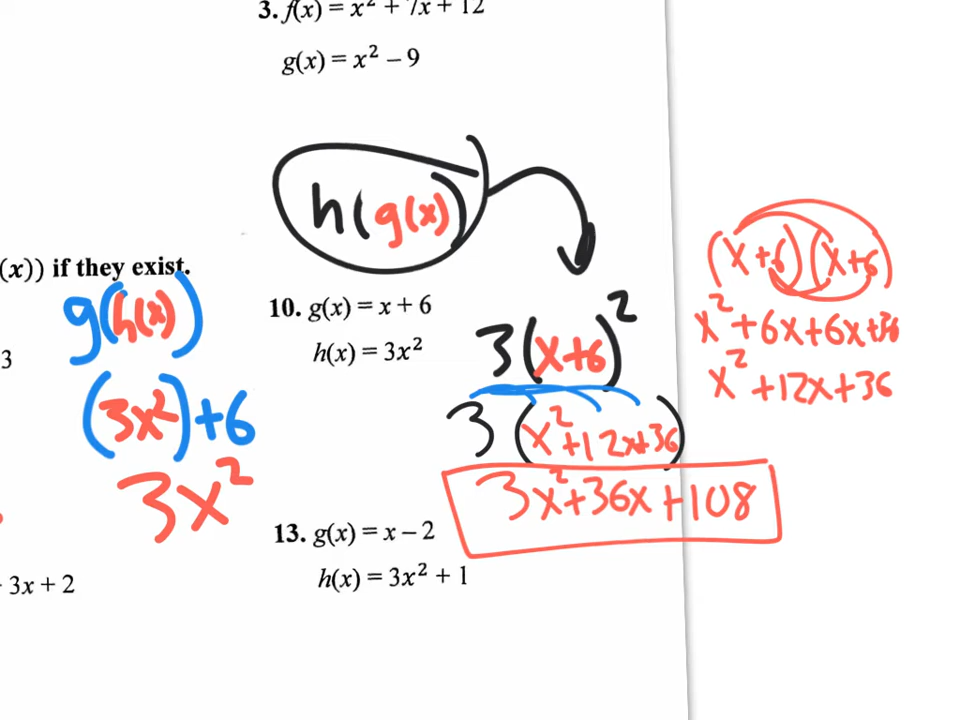 3. f(x) = x² + 7x + 12
g(x) = x² – 9
h(g(x))
(x+6)(x+6)
x²+6x+6x+36
x²+12x+36
(x)) if they exist.
g(h(x))
3
(3x²)+6
3x²
10. g(x) = x + 6
h(x) = 3x²
3(x+6)²
3(x²+12x+36)
3x²+36x+108
13. g(x) = x – 2
h(x) = 3x² + 1
3x + 2